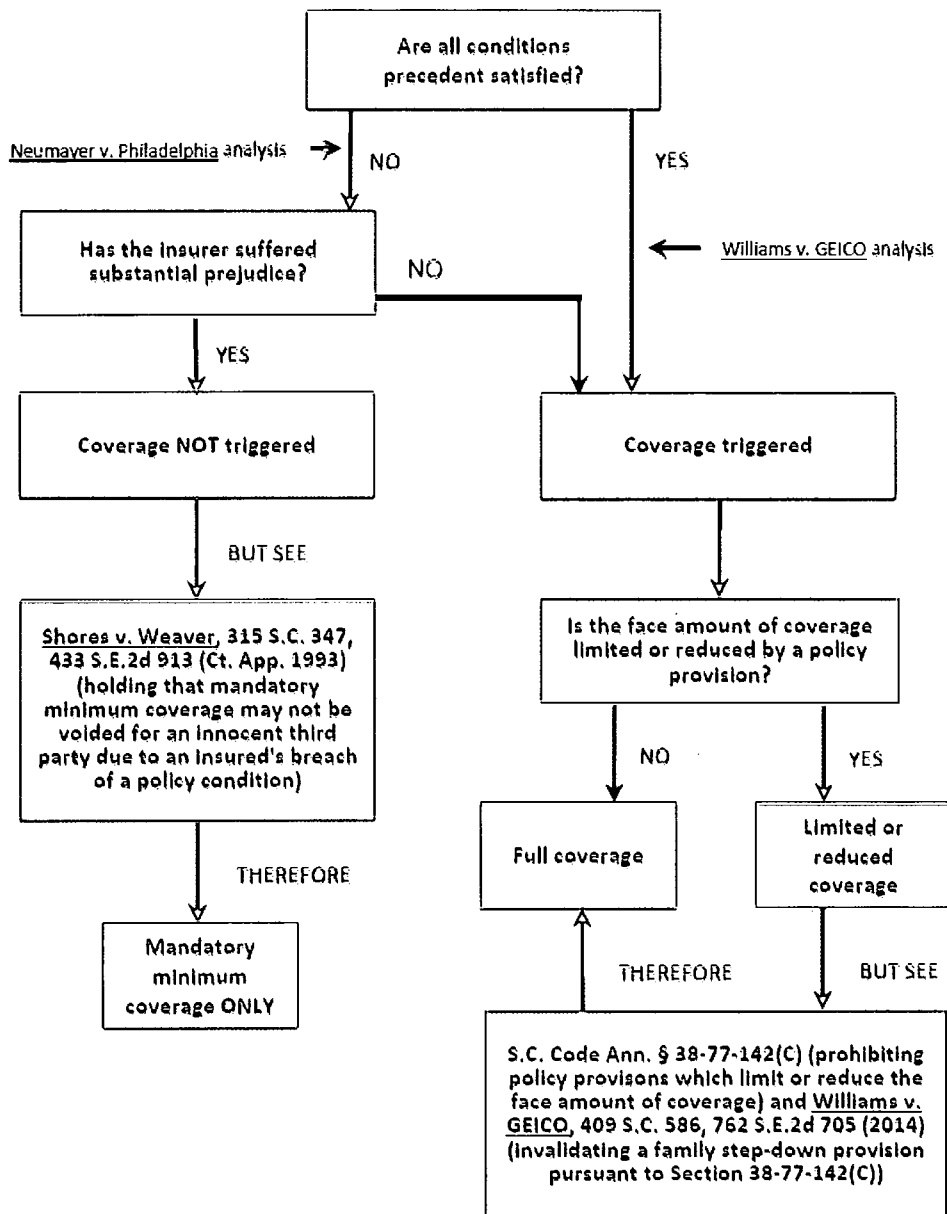 Are all conditions
precedent satisfied?
Neumayer v. Philadelphia analysis
NO
YES
Has the insurer suffered
substantial prejudice?
NO
Williams v. GEICO analysis
YES
Coverage NOT triggered
Coverage triggered
BUT SEE
Shores v. Weaver, 315 S.C. 347,
433 S.E.2d 913 (Ct. App. 1993)
(holding that mandatory
minimum coverage may not be
voided for an innocent third
party due to an insured's breach
of a policy condition)
Is the face amount of coverage
limited or reduced by a policy
provision?
NO
YES
Full coverage
Limited or
reduced
coverage
THEREFORE
Mandatory
minimum
coverage ONLY
THEREFORE
BUT SEE
S.C. Code Ann. § 38-77-142(C) (prohibiting
policy provisons which limit or reduce the
face amount of coverage) and Williams v.
GEICO, 409 S.C. 586, 762 S.E.2d 705 (2014)
(invalidating a family step-down provision
pursuant to Section 38-77-142(C))